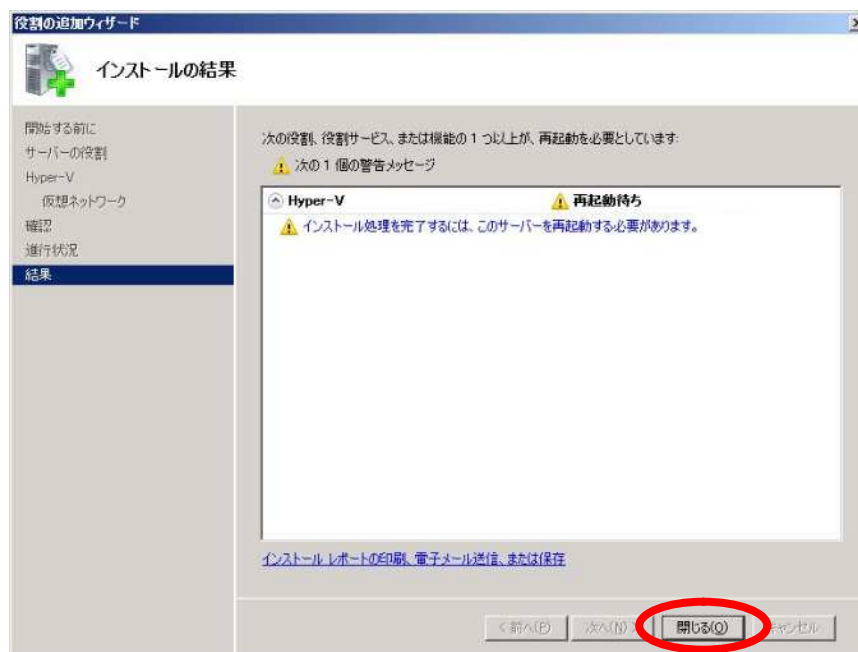 役割の追加ウィザード
インストールの結果
開始する前に
サーバーの役割
Hyper-V
仮想ネットワーク
確認
進行状況
結果
次の役割、役割サービス、または機能の 1 つ以上が、再起動を必要としています:
次の 1 個の警告メッセージ
Hyper-V 再起動待ち
インストール処理を完了するには、このサーバーを再起動する必要があります。
インストール レポートの印刷、電子メール送信、または保存
< 前へ(P) 次へ(N) > 閉じる(O) キャンセル